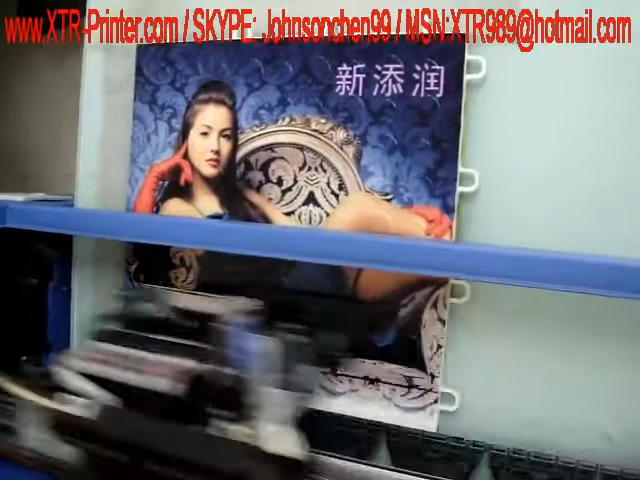 www.XTR-Printer.com / SKYPE: Johnsonchen99 / MSN:XTR989@hotmail.com
新添润